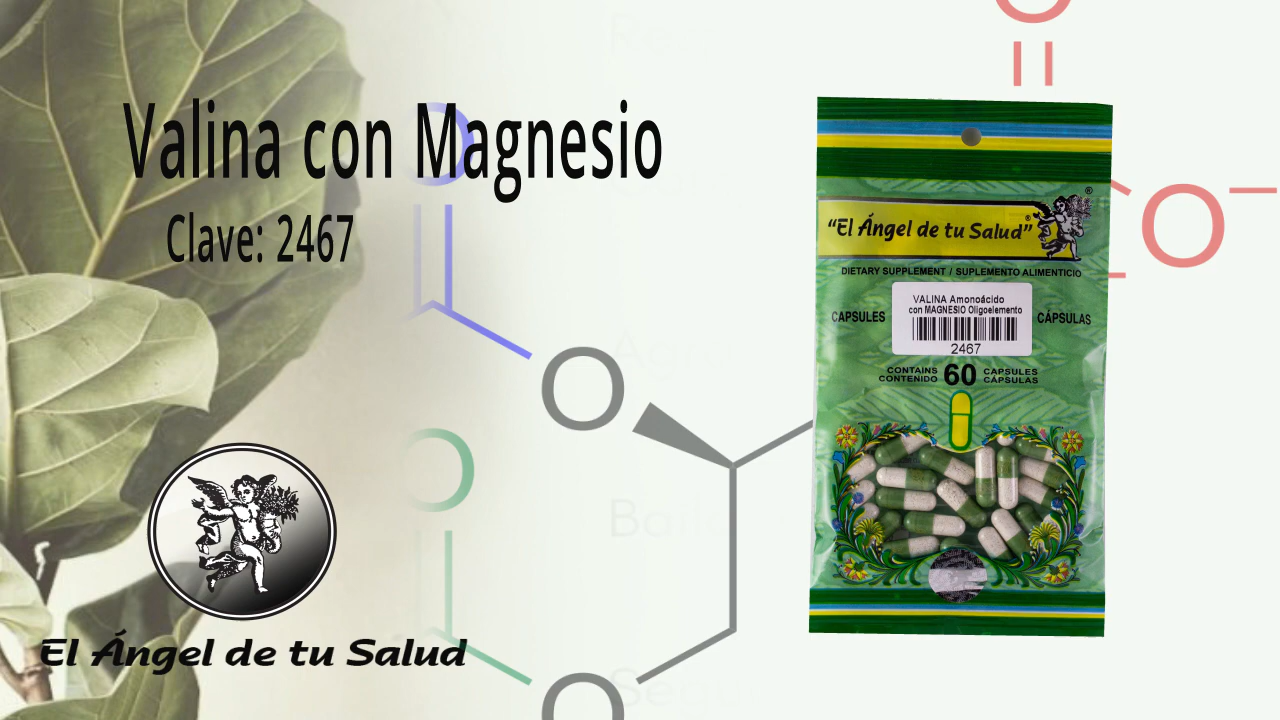 Valina con Magnesio
Clave: 2467
El Ángel de tu Salud
O
O
O
O
O
O
O –
®
"El Ángel de tu Salud"®
DIETARY SUPPLEMENT / SUPLEMENTO ALIMENTICIO
VALINA Amonoácido
con MAGNESIO Oligoelemento
CAPSULES
CÁPSULAS
2467
CONTAINS
CONTENIDO
60
CAPSULES
CÁPSULAS